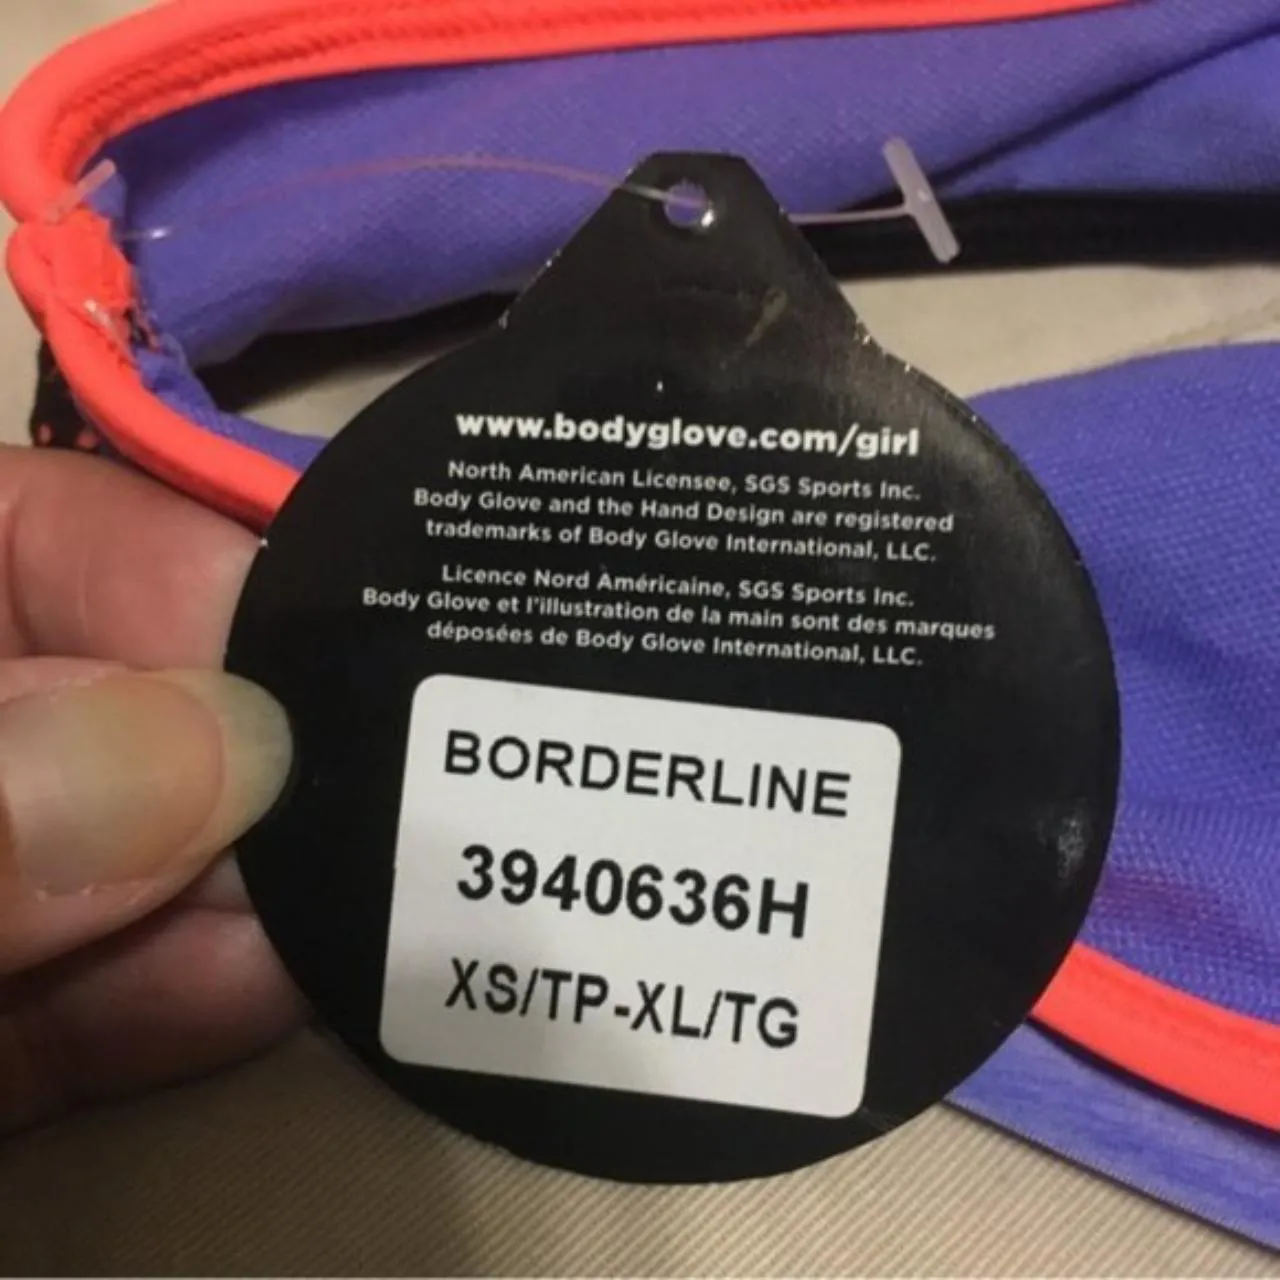 www.bodyglove.com/girl
North American Licensee, SGS Sports Inc.
Body Glove and the Hand Design are registered
trademarks of Body Glove International, LLC.
Licence Nord Américaine, SGS Sports Inc.
Body Glove et l'illustration de la main sont des marques
déposées de Body Glove International, LLC.
BORDERLINE
3940636H
XS/TP-XL/TG